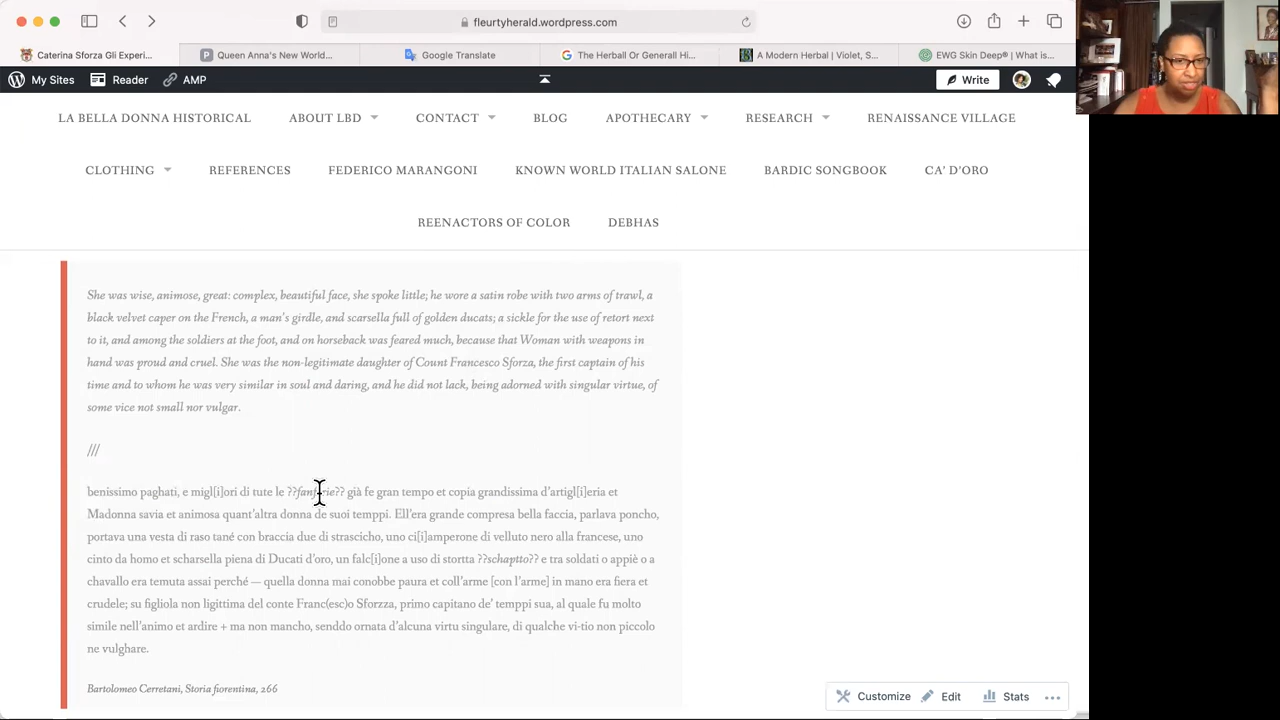 fleurtyherald.wordpress.com
Caterina Sforza Gli Experi...
Queen Anna's New World...
Google Translate
The Herball Or Generall Hi...
A Modern Herbal | Violet, S...
EWG Skin Deep® | What is...
My Sites Reader AMP Write
LA BELLA DONNA HISTORICAL ABOUT LBD CONTACT BLOG APOTHECARY RESEARCH RENAISSANCE VILLAGE
CLOTHING REFERENCES FEDERICO MARANGONI KNOWN WORLD ITALIAN SALONE BARDIC SONGBOOK CA' D'ORO
REENACTORS OF COLOR DEBHAS
She was wise, animose, great: complex, beautiful face, she spoke little; he wore a satin robe with two arms of trawl, a
black velvet caper on the French, a man's girdle, and scarsella full of golden ducats; a sickle for the use of retort next
to it, and among the soldiers at the foot, and on horseback was feared much, because that Woman with weapons in
hand was proud and cruel. She was the non-legitimate daughter of Count Francesco Sforza, the first captain of his
time and to whom he was very similar in soul and daring, and he did not lack, being adorned with singular virtue, of
some vice not small nor vulgar.
///
benissimo paghati, e migl[i]ori di tute le già fe gran tempo et copia grandissima d'artigl[i]eria et
Madonna savia et animosa quant'altra donna de suoi temppi. Ell'era grande compresa bella faccia, parlava poncho,
portava una vesta di raso tané con braccia due di strascicho, uno ci[i]amperone di velluto nero alla francese, uno
cinto da homo et scharsella piena di Ducati d'oro, un falc[i]one a uso di stortta ??schaptto?? e tra soldati o appiè o a
chavallo era temuta assai perché — quella donna mai conobbe paura et coll'arme [con l'arme] in mano era fiera et
crudele; su figliola non ligittima del conte Franc(esc)o Sforzza, primo capitano de' temppi sua, al quale fu molto
simile nell'animo et ardire + ma non mancho, senddo ornata d'alcuna virtu singulare, di qualche vi-tio non piccolo
ne vulghare.
Bartolomeo Cerretani, Storia fiorentina, 266
Customize Edit Stats